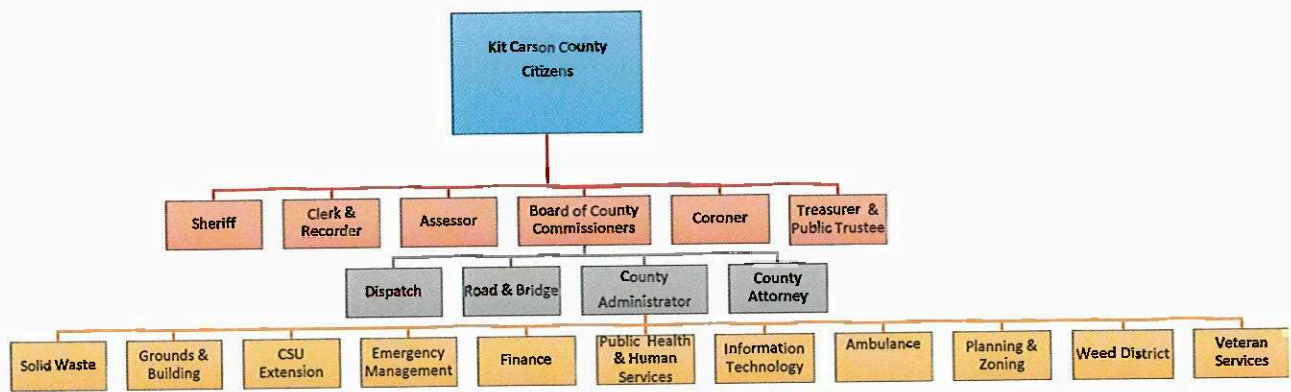 Kit Carson County
Citizens
Sheriff
Clerk &
Recorder
Assessor
Board of County
Commissioners
Coroner
Treasurer &
Public Trustee
Dispatch
Road & Bridge
County
Administrator
County
Attorney
Solid Waste
Grounds &
Building
CSU
Extension
Emergency
Management
Finance
Public Health
& Human
Services
Information
Technology
Ambulance
Planning &
Zoning
Weed District
Veteran
Services